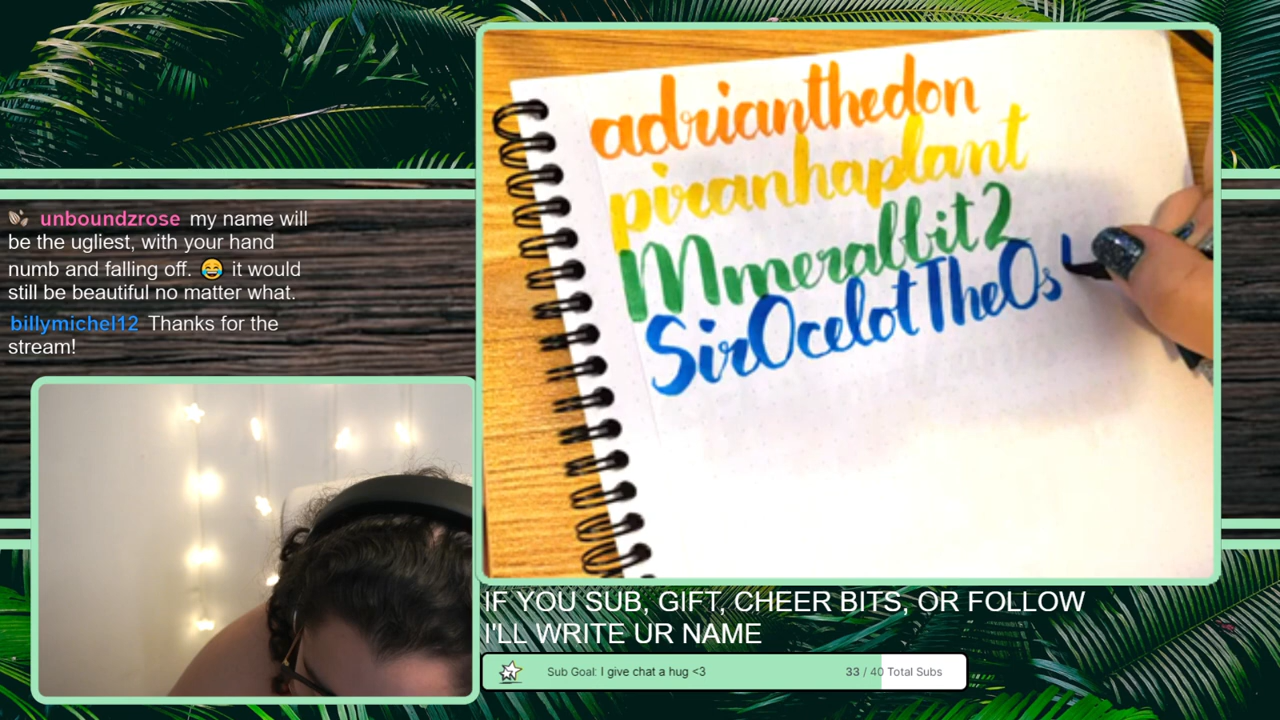 adrianthedon
piranhaplant
Mmerabbit2
SirOcelotTheOs
unboundzrose my name will
be the ugliest, with your hand
numb and falling off. 😂 it would
still be beautiful no matter what.
billymichel12 Thanks for the
stream!
IF YOU SUB, GIFT, CHEER BITS, OR FOLLOW
I'LL WRITE UR NAME
Sub Goal: I give chat a hug <3 33 / 40 Total Subs